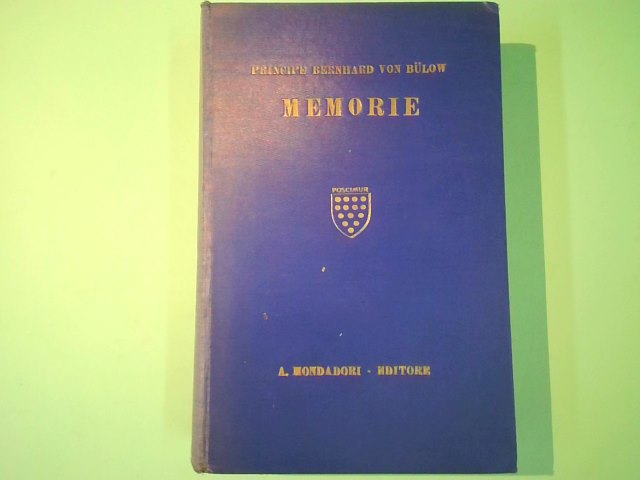 PRINCIPE BERNHARD VON BÜLOW
MEMORIE
POSCIMUR
A. MONDADORI - EDITORE